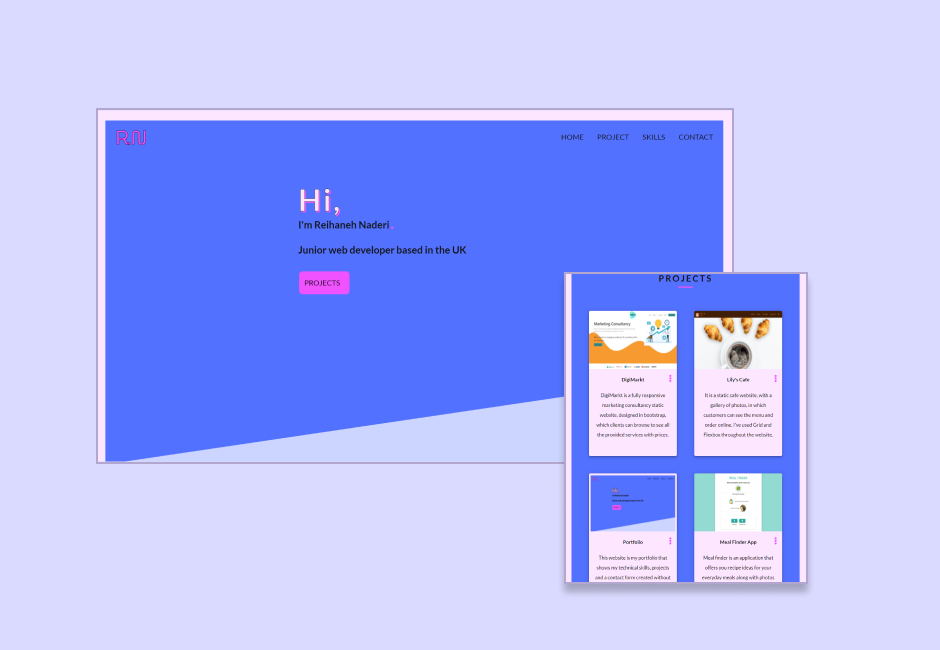 RN
HOME PROJECT SKILLS CONTACT
Hi,
I'm Reihaneh Naderi .
Junior web developer based in the UK
PROJECTS
PROJECTS
Marketing Consultancy
DigiMarkt
DigiMarkt is a fully responsive
marketing consultancy static
website, designed in bootstrap,
which clients can browse to see all
the provided services with prices.
Lily's Cafe
It is a static cafe website, with a
gallery of photos, in which
customers can see the menu and
order online. I've used Grid and
Flexbox throughout the website.
Portfolio
This website is my portfolio that
shows my technical skills, projects
and a contact form created without
Meal Finder App
Meal finder is an application that
offers you recipe ideas for your
everyday meals along with photos